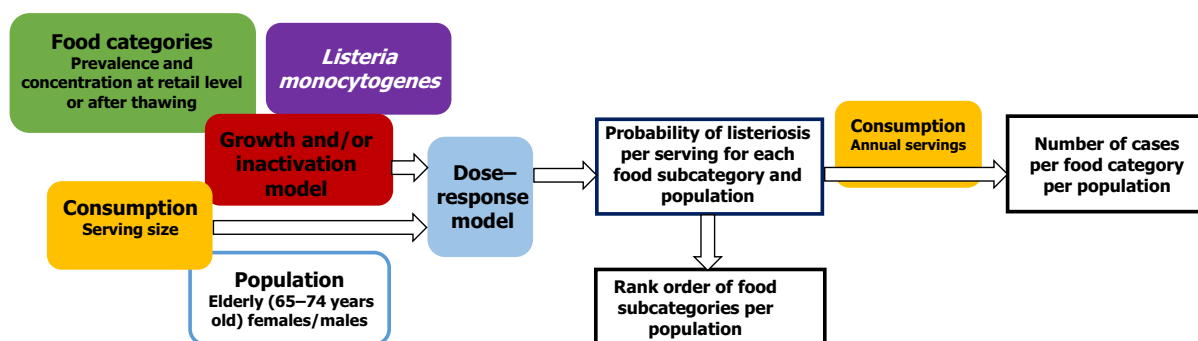 Food categories
Prevalence and
concentration at retail level
or after thawing
Listeria
monocytogenes
Growth and/or
inactivation
model
Consumption
Serving size
Population
Elderly (65–74 years
old) females/males
Dose–
response
model
Probability of listeriosis
per serving for each
food subcategory and
population
Rank order of food
subcategories per
population
Consumption
Annual servings
Number of cases
per food category
per population